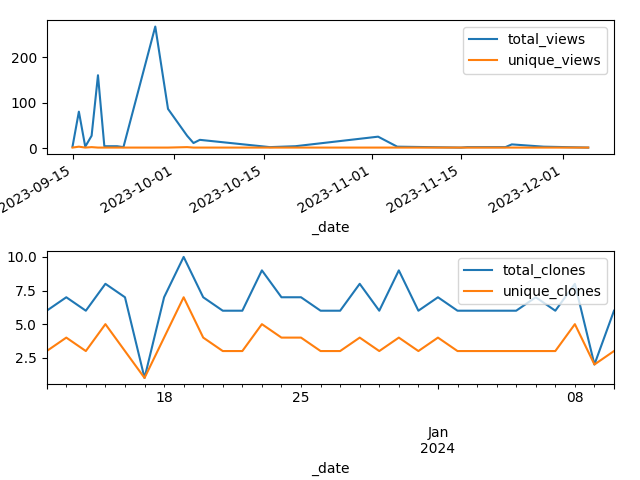 200
100
0
total_views
unique_views
2023-09-15
2023-10-01
2023-10-15
2023-11-01
2023-11-15
2023-12-01
_date
10.0
7.5
5.0
2.5
total_clones
unique_clones
18
25
Jan
2024
08
_date